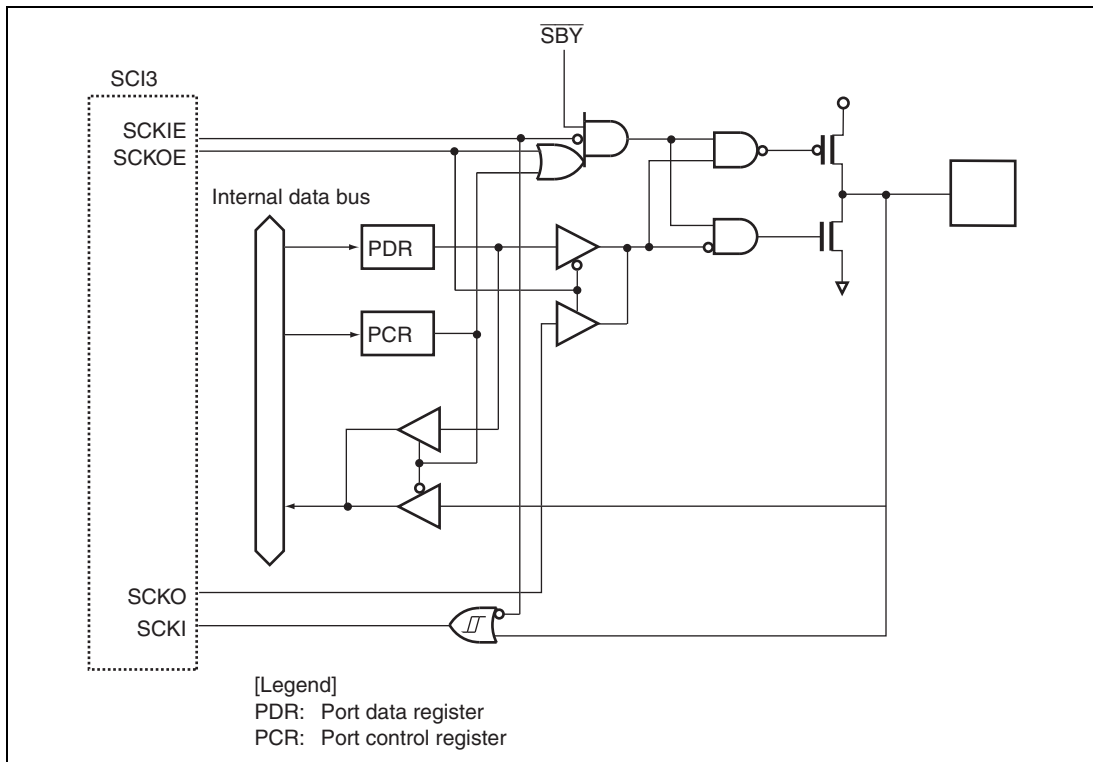 S̅B̅Y̅
SCI3
SCKIE
SCKOE
Internal data bus
PDR
PCR
SCKO
SCKI
[Legend]
PDR: Port data register
PCR: Port control register